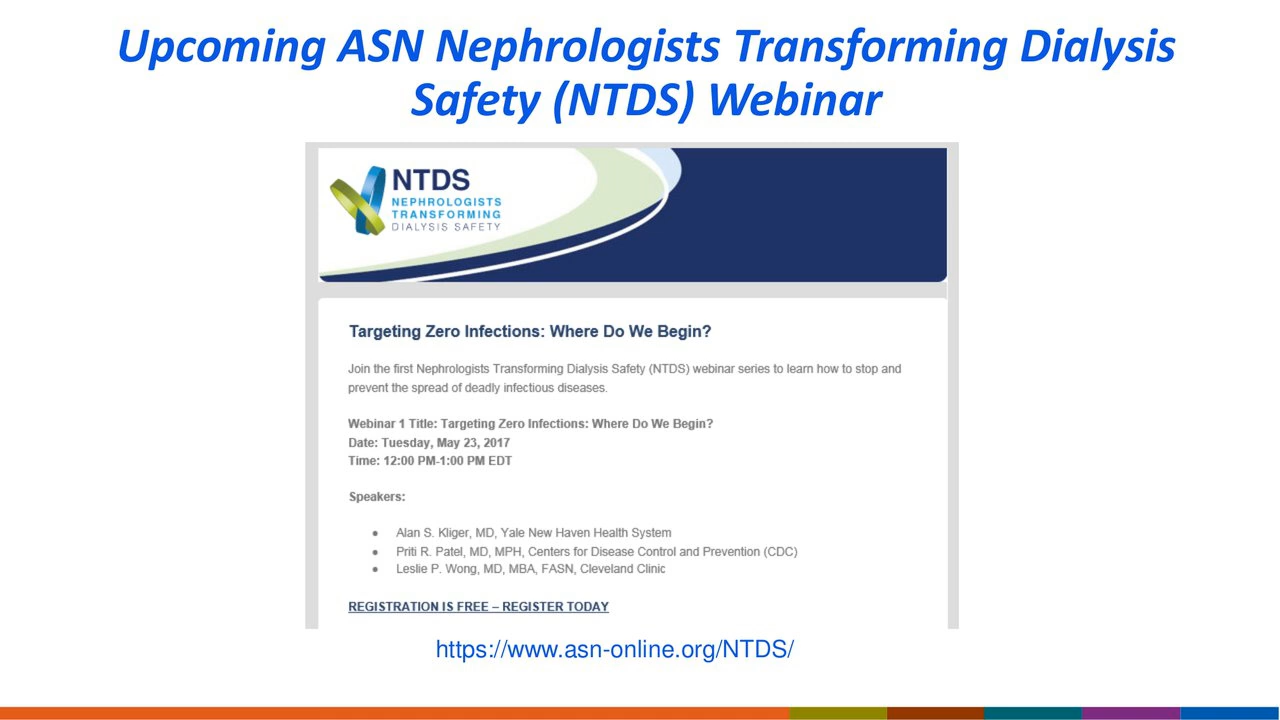 Upcoming ASN Nephrologists Transforming Dialysis
Safety (NTDS) Webinar
NTDS
NEPHROLOGISTS
TRANSFORMING
DIALYSIS SAFETY
Targeting Zero Infections: Where Do We Begin?
Join the first Nephrologists Transforming Dialysis Safety (NTDS) webinar series to learn how to stop and
prevent the spread of deadly infectious diseases.
Webinar 1 Title: Targeting Zero Infections: Where Do We Begin?
Date: Tuesday, May 23, 2017
Time: 12:00 PM-1:00 PM EDT
Speakers:
● Alan S. Kliger, MD, Yale New Haven Health System
● Priti R. Patel, MD, MPH, Centers for Disease Control and Prevention (CDC)
● Leslie P. Wong, MD, MBA, FASN, Cleveland Clinic
REGISTRATION IS FREE – REGISTER TODAY
https://www.asn-online.org/NTDS/